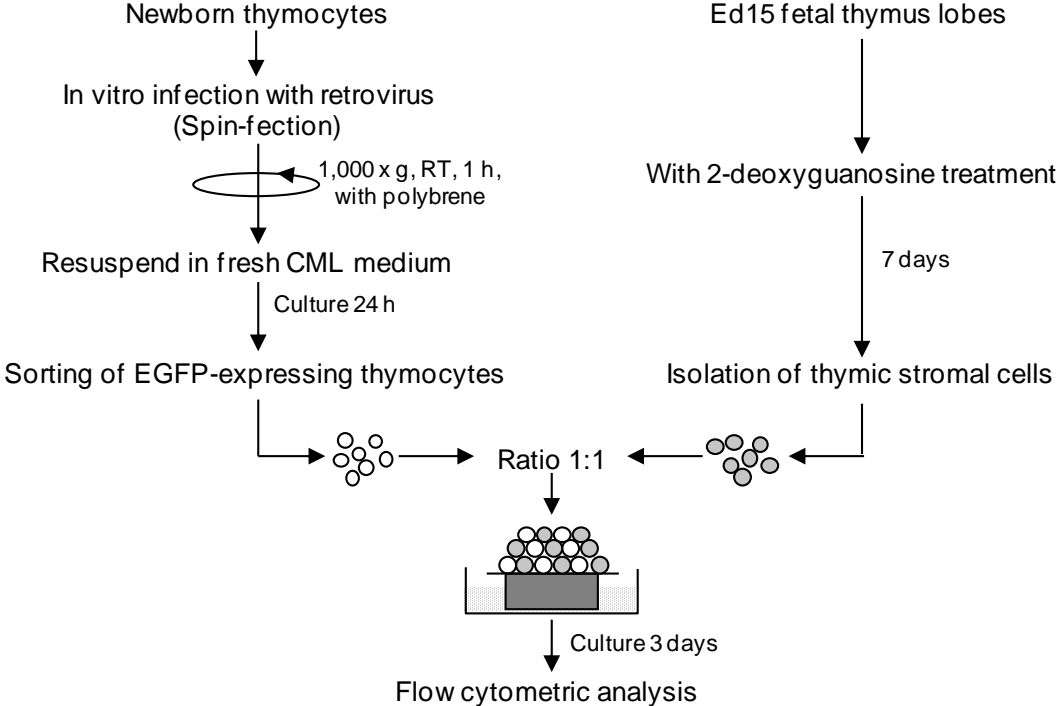 Newborn thymocytes
Ed15 fetal thymus lobes
In vitro infection with retrovirus
(Spin-fection)
1,000 x g, RT, 1 h,
with polybrene
With 2-deoxyguanosine treatment
Resuspend in fresh CML medium
7 days
Culture 24 h
Sorting of EGFP-expressing thymocytes
Isolation of thymic stromal cells
Ratio 1:1
Culture 3 days
Flow cytometric analysis